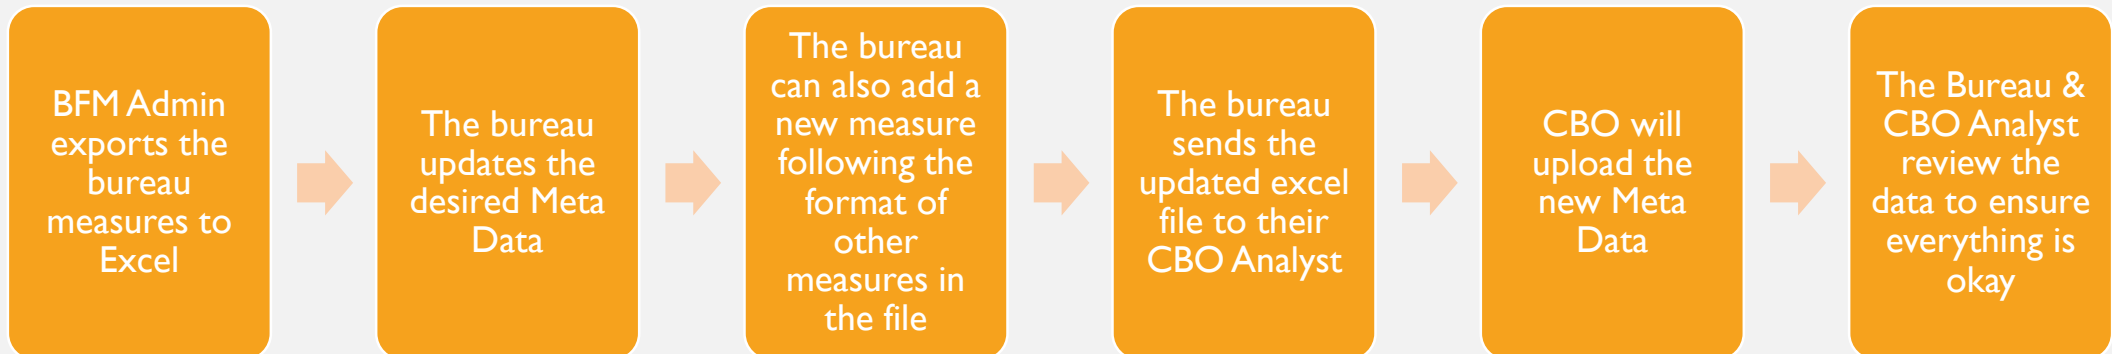 BFM Admin
exports the
bureau
measures to
Excel
The bureau
updates the
desired Meta
Data
The bureau
can also add a
new measure
following the
format of
other
measures in
the file
The bureau
sends the
updated excel
file to their
CBO Analyst
CBO will
upload the
new Meta
Data
The Bureau &
CBO Analyst
review the
data to ensure
everything is
okay